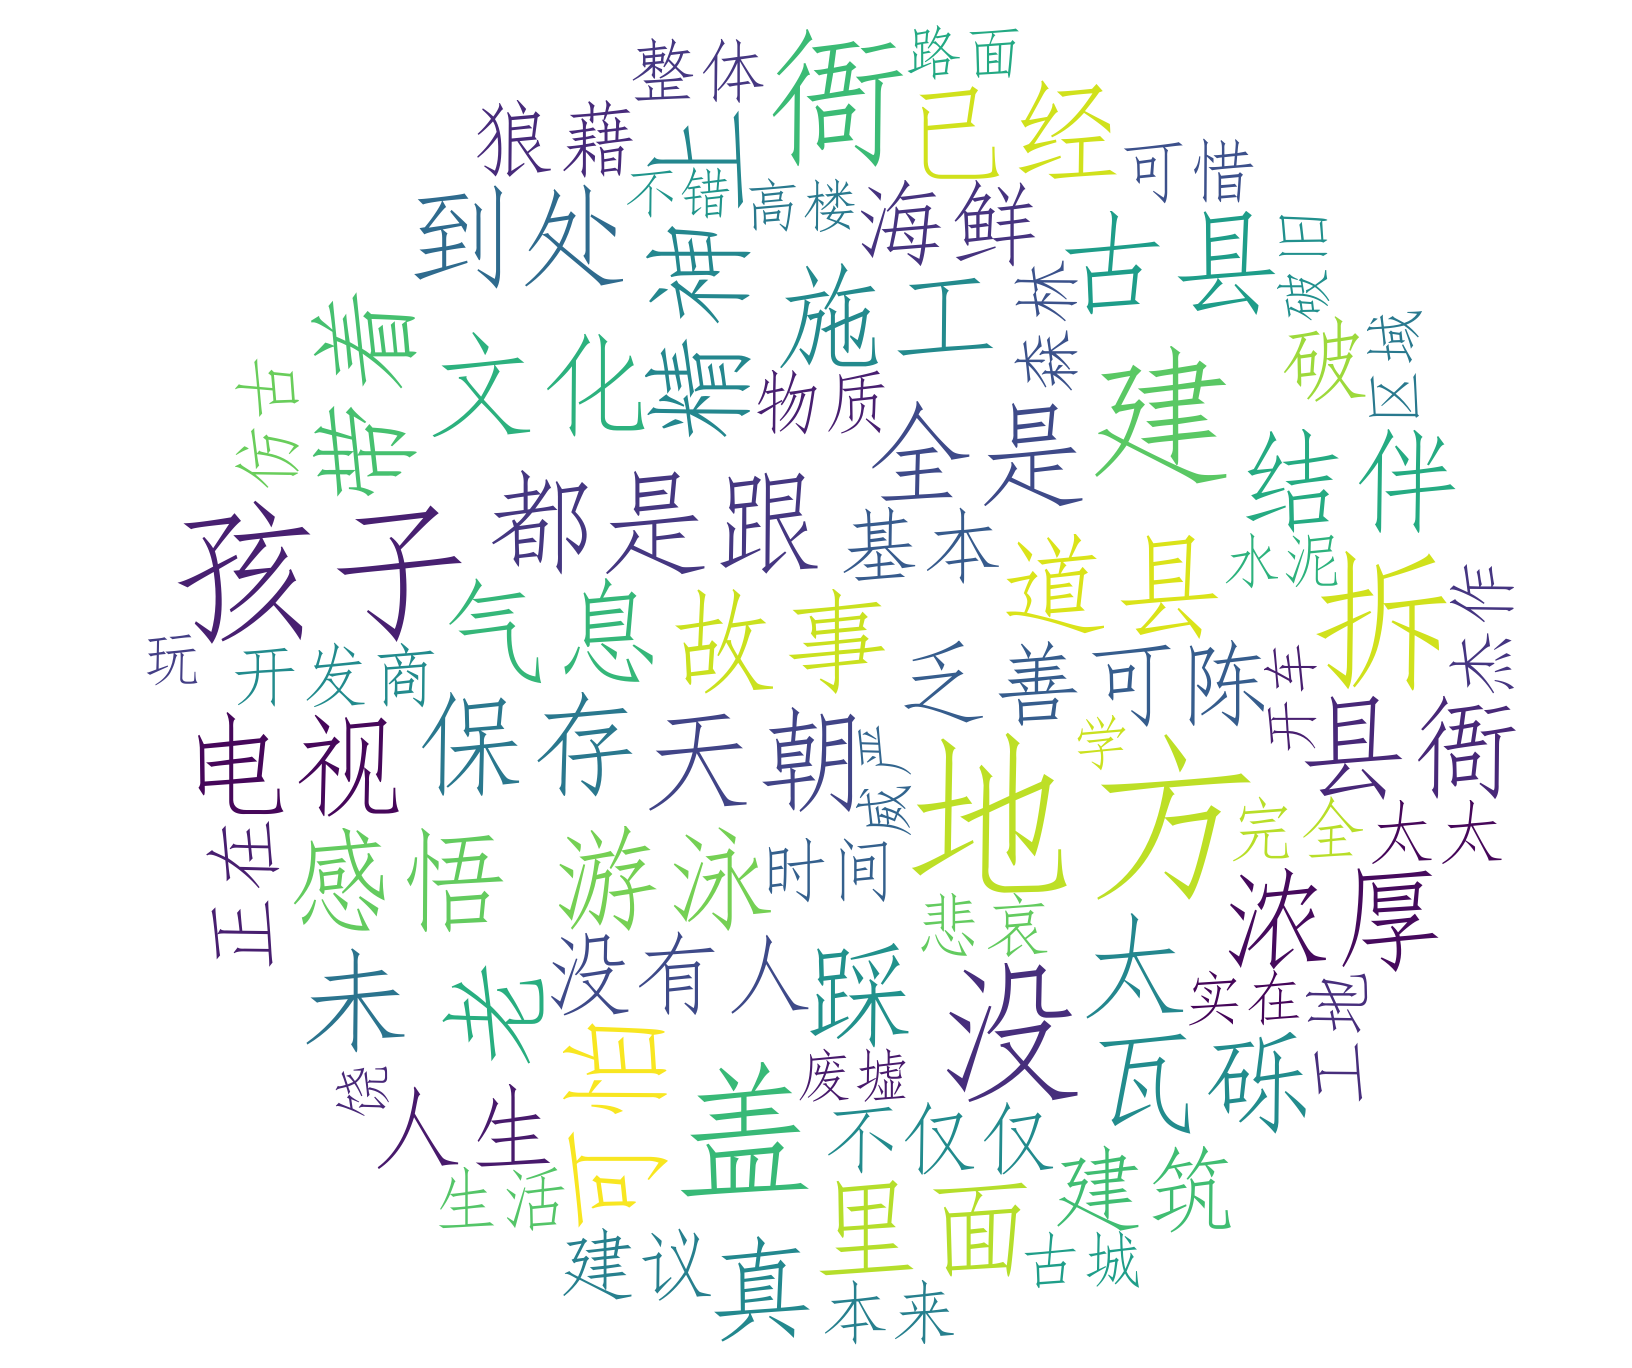 整体
衙
路面
狼藉
上
已经
可惜
不错
高楼
海鲜
到处
精神
施工
森林
古县
破旧
带着
文化
物质
破
区域
仿古
全是
建
结伴
孩子
都是跟
基本
道县
水泥
拆
杰作
气息
故事
乏善可陈
开车
玩
开发商
电视
保存
天朝
威严
地方
学
县衙
正在
感悟
游泳
时间
完全
太太
悲哀
浓厚
未
老
没有人
踩
没
太
实在
工地
可怕
盖
废墟
瓦砾
饶
人生
不仅仅
生活
里面
建筑
建议
真
古城
本来